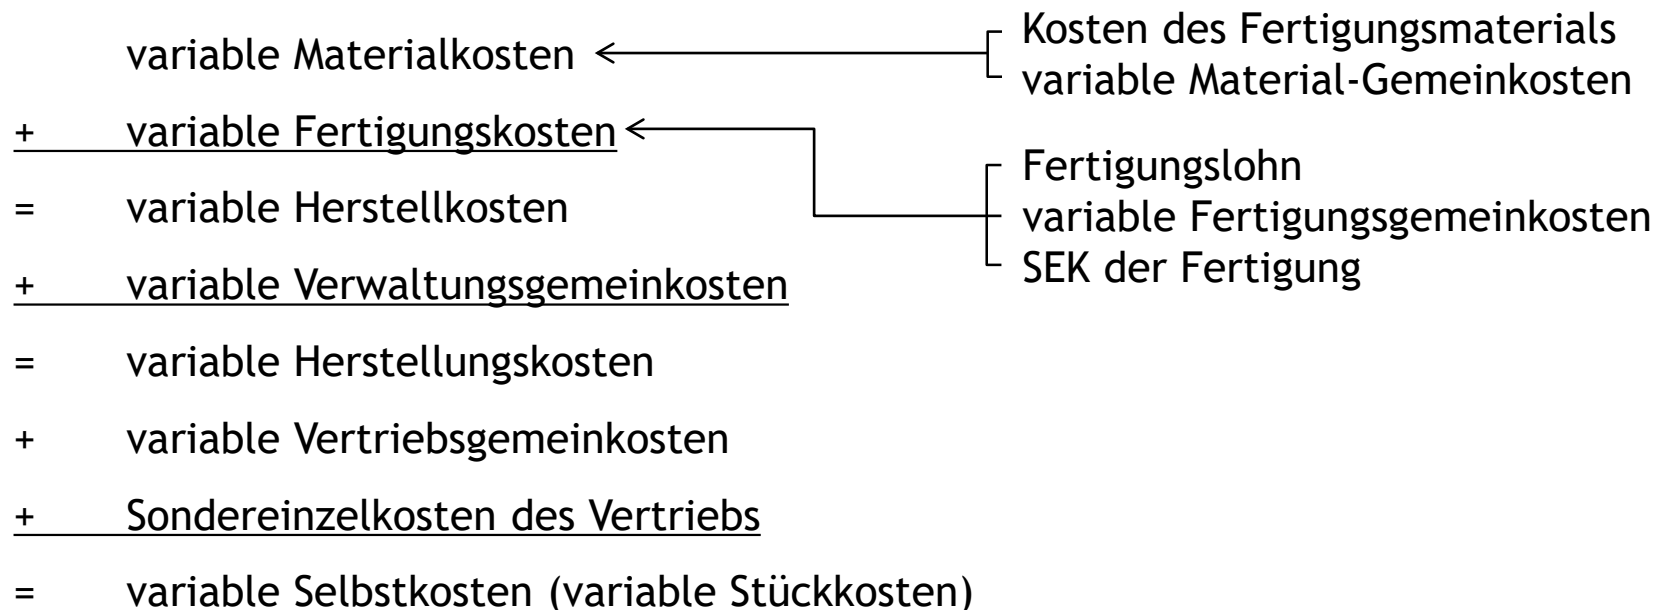 variable Materialkosten
Kosten des Fertigungsmaterials
variable Material-Gemeinkosten
+ variable Fertigungskosten
Fertigungslohn
variable Fertigungsgemeinkosten
SEK der Fertigung
= variable Herstellkosten
+ variable Verwaltungsgemeinkosten
= variable Herstellungskosten
+ variable Vertriebsgemeinkosten
+ Sondereinzelkosten des Vertriebs
= variable Selbstkosten (variable Stückkosten)